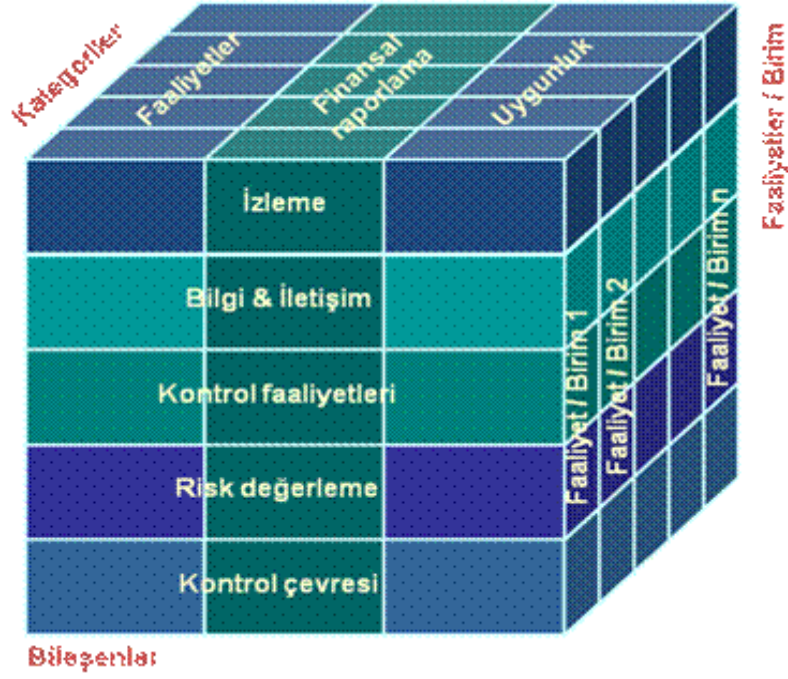 Kategoriler
Faaliyetler
Finansal
raporlama
Uygunluk
Faaliyetler / Birim
İzleme
Bilgi & İletişim
Kontrol faaliyetleri
Risk değerleme
Kontrol çevresi
Faaliyet / Birim 1
Faaliyet / Birim 2
Faaliyet / Birim n
Bileşenler